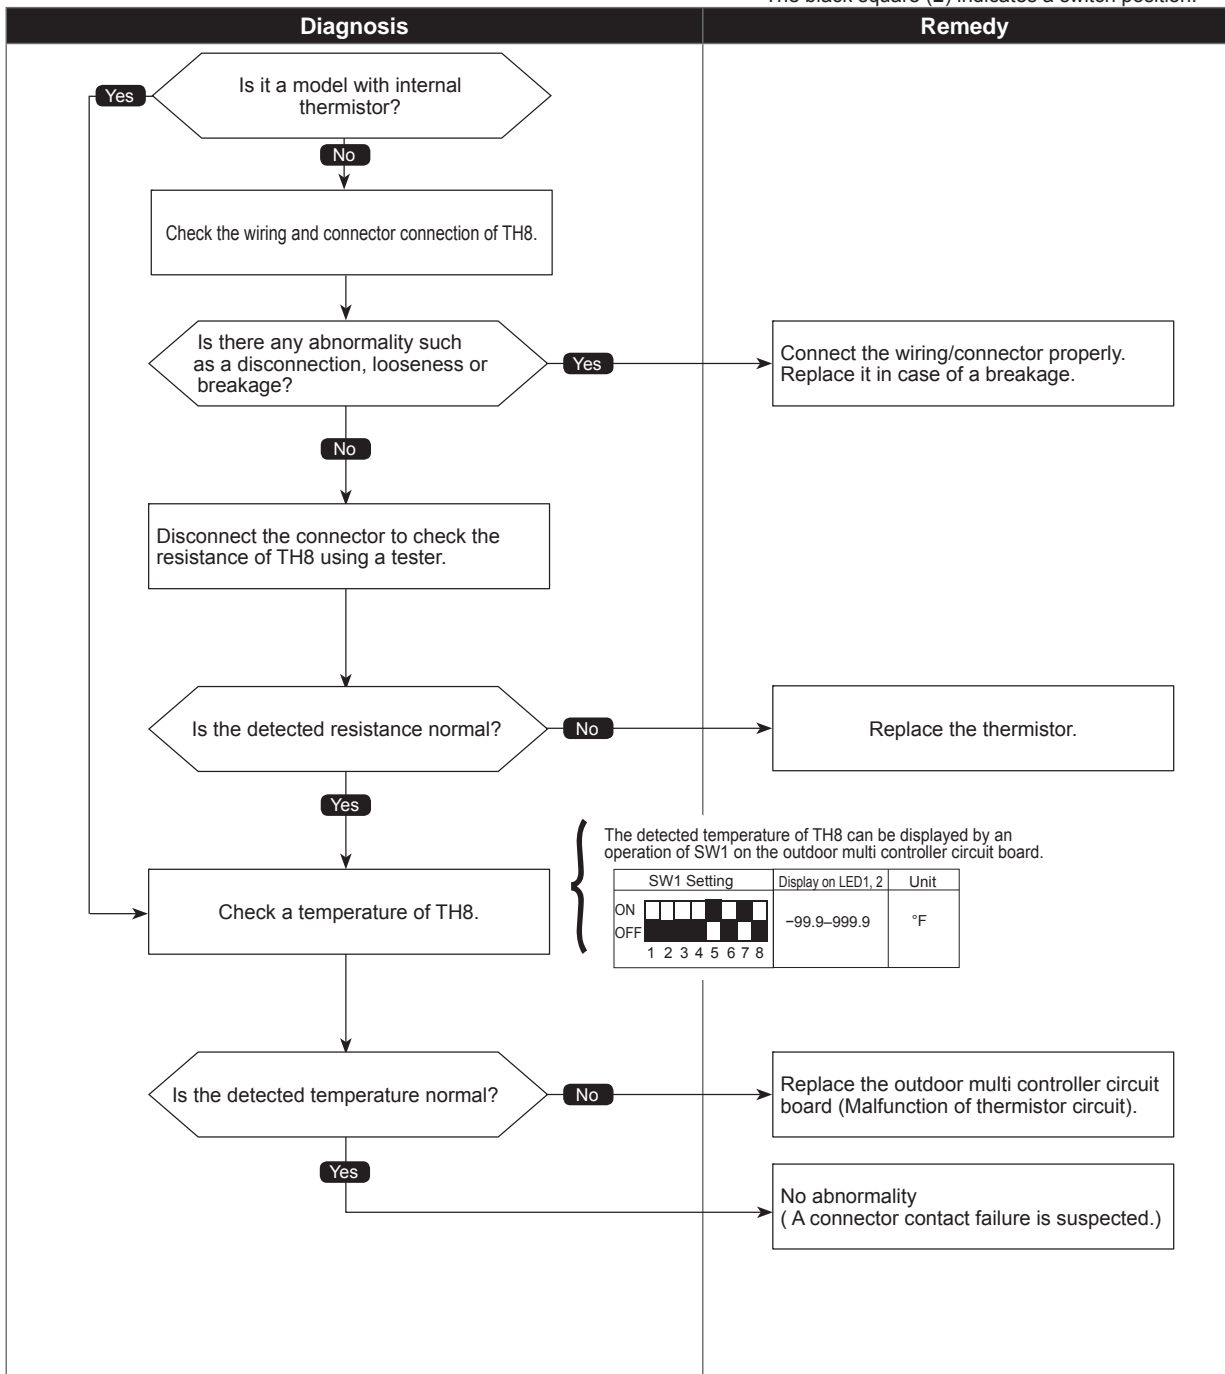 The black square (■) indicates a switch position.
Diagnosis
Remedy
Is it a model with internal
thermistor?
Yes
No
Check the wiring and connector connection of TH8.
Is there any abnormality such
as a disconnection, looseness or
breakage?
Yes
Connect the wiring/connector properly.
Replace it in case of a breakage.
No
Disconnect the connector to check the
resistance of TH8 using a tester.
Is the detected resistance normal?
No
Replace the thermistor.
Yes
The detected temperature of TH8 can be displayed by an
operation of SW1 on the outdoor multi controller circuit board.
SW1 Setting Display on LED1, 2 Unit
ON
OFF
1 2 3 4 5 6 7 8
−99.9–999.9
°F
Check a temperature of TH8.
Is the detected temperature normal?
No
Replace the outdoor multi controller circuit
board (Malfunction of thermistor circuit).
Yes
No abnormality
( A connector contact failure is suspected.)